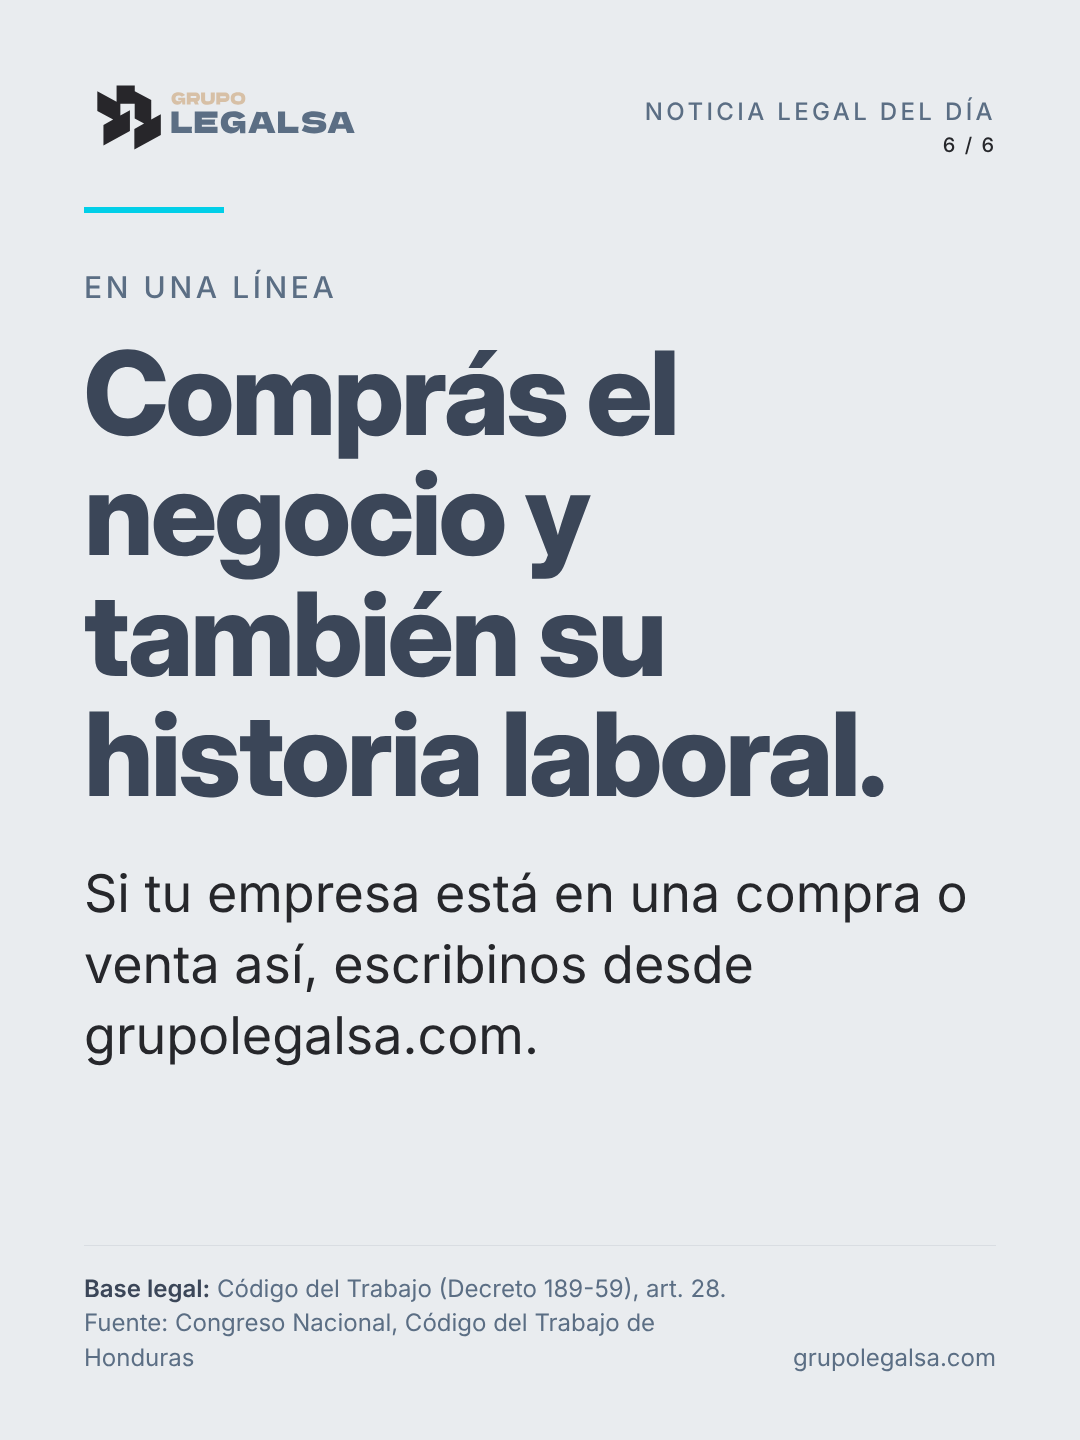 GRUPO
LEGALSA
NOTICIA LEGAL DEL DÍA
6 / 6
EN UNA LÍNEA
Comprás el
negocio y
también su
historia laboral.
Si tu empresa está en una compra o
venta así, escribinos desde
grupolegalsa.com.
Base legal: Código del Trabajo (Decreto 189-59), art. 28.
Fuente: Congreso Nacional, Código del Trabajo de
Honduras
grupolegalsa.com